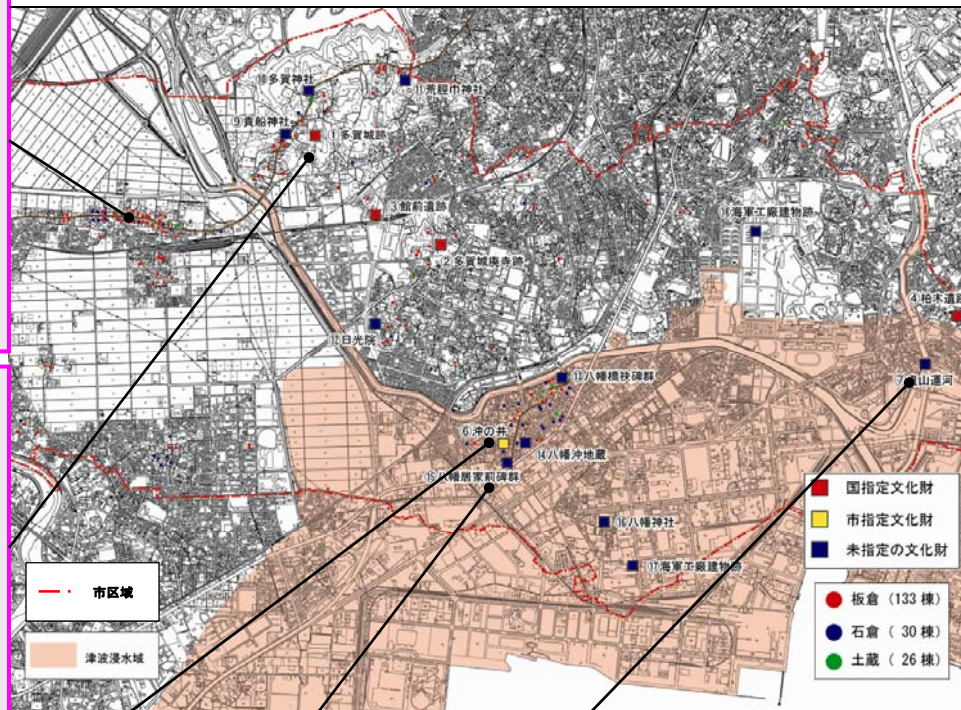 ⑩多賀神社
⑪荒脛巾神社
⑨貴船神社
①多賀城跡
③館前遺跡
②多賀城廃寺跡
⑱海軍工廠建物跡
④柏木遺跡
⑫日光院
⑬八幡橋袂碑群
⑥沖の井
⑭八幡沖地蔵
⑮八幡居家前碑群
山運河
⑯八幡神社
⑰海軍工廠建物跡
国指定文化財
市指定文化財
未指定の文化財
板倉（133棟）
石倉（ 30棟）
土蔵（ 26棟）
市区域
津波浸水域